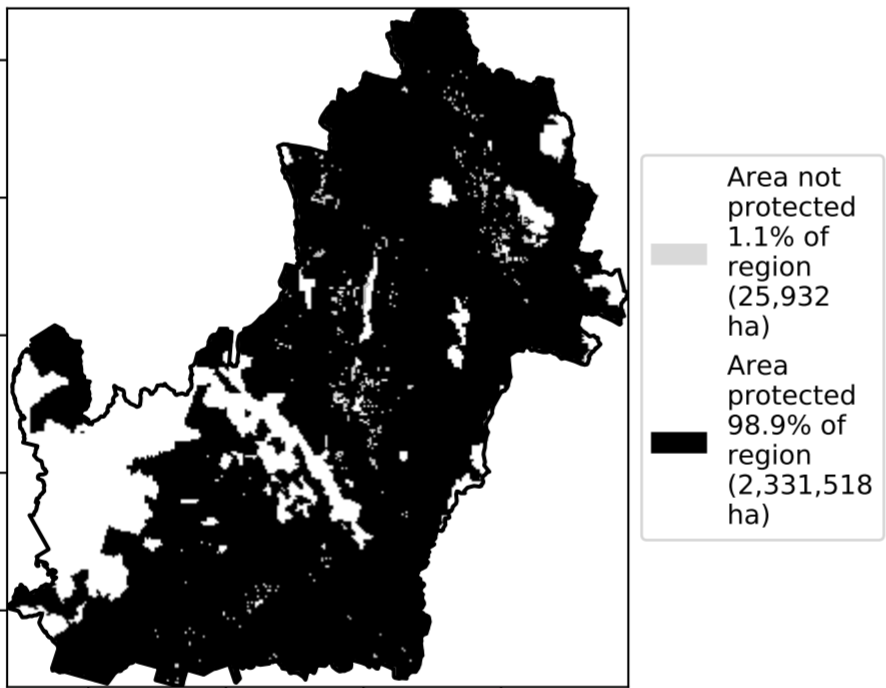 Area not
protected
1.1% of
region
(25,932
ha)
Area
protected
98.9% of
region
(2,331,518
ha)